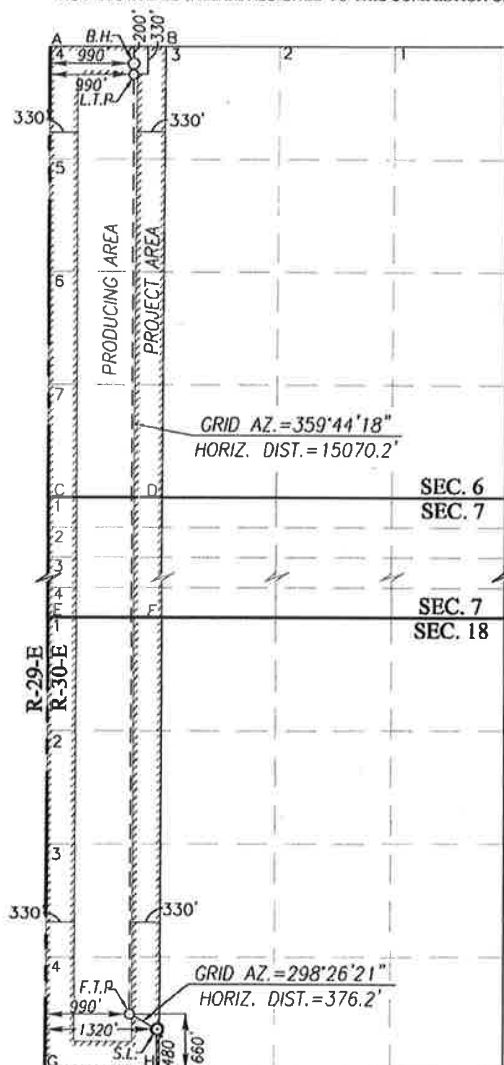 A
B.H.
200'
330'
B
4
990'
3
2
1
990'
L.T.P.
330'
330'
5
PRODUCING AREA
PROJECT AREA
6
7
GRID AZ.=359°44'18"
HORIZ. DIST.=15070.2'
C
D
SEC. 6
1
SEC. 7
2
3
4
E
F
SEC. 7
1
SEC. 18
R-29-E
R-30-E
2
3
330'
330'
4
GRID AZ.=298°26'21"
F.T.P.
HORIZ. DIST.=376.2'
990'
1320'
S.L.
480'
660'
G
H